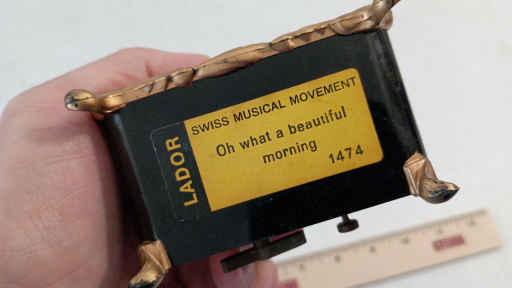 LADOR
SWISS MUSICAL MOVEMENT
Oh what a beautiful
morning
1474